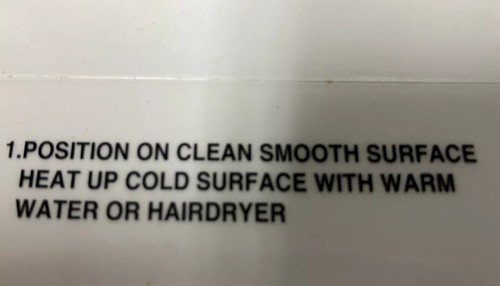 1.POSITION ON CLEAN SMOOTH SURFACE
HEAT UP COLD SURFACE WITH WARM
WATER OR HAIRDRYER